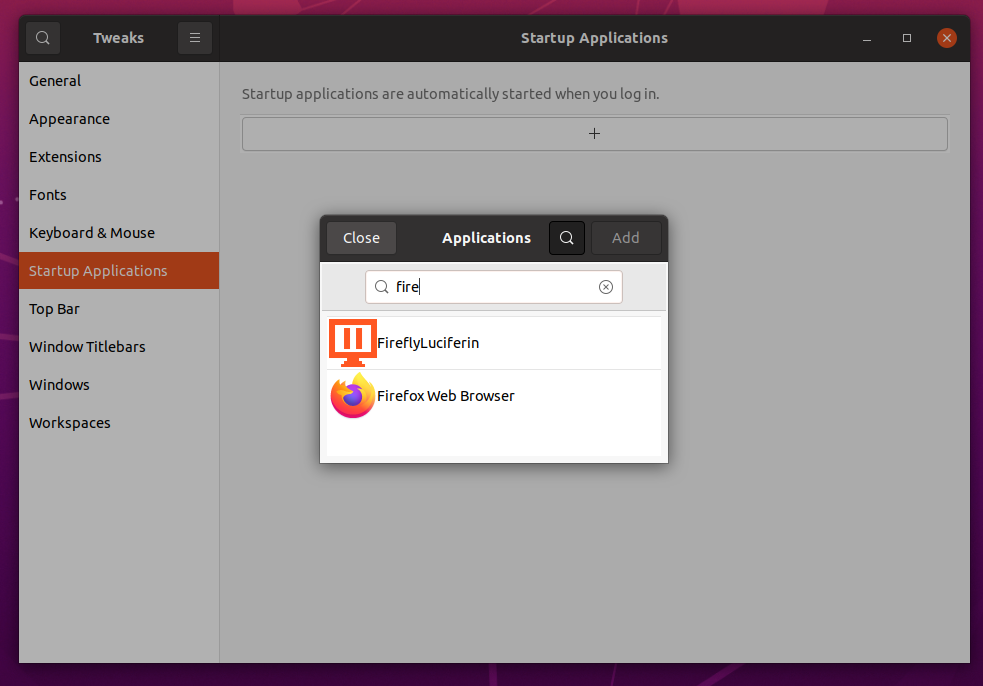 Tweaks
Startup Applications
General
Appearance
Extensions
Fonts
Keyboard & Mouse
Startup Applications
Top Bar
Window Titlebars
Windows
Workspaces
Startup applications are automatically started when you log in.
Close
Applications
Add
fire
FireflyLuciferin
Firefox Web Browser